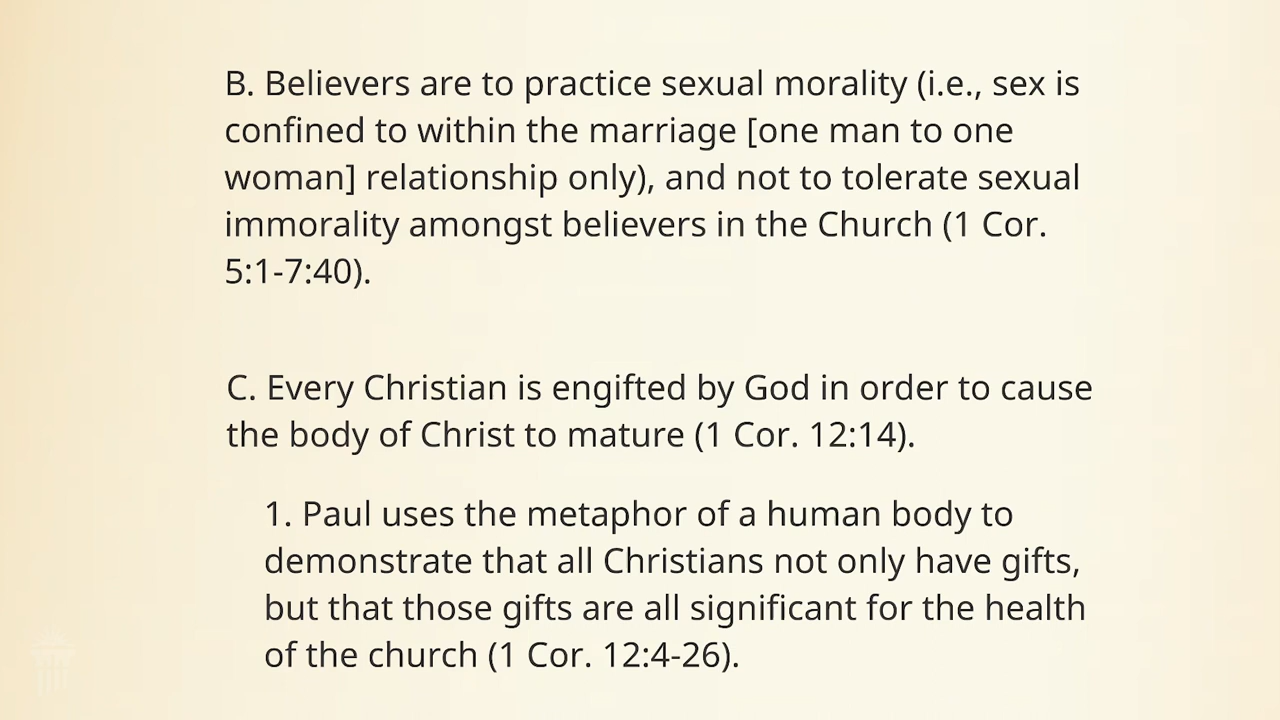 B. Believers are to practice sexual morality (i.e., sex is
confined to within the marriage [one man to one
woman] relationship only), and not to tolerate sexual
immorality amongst believers in the Church (1 Cor.
5:1-7:40).
C. Every Christian is engifted by God in order to cause
the body of Christ to mature (1 Cor. 12:14).
1. Paul uses the metaphor of a human body to
demonstrate that all Christians not only have gifts,
but that those gifts are all significant for the health
of the church (1 Cor. 12:4-26).